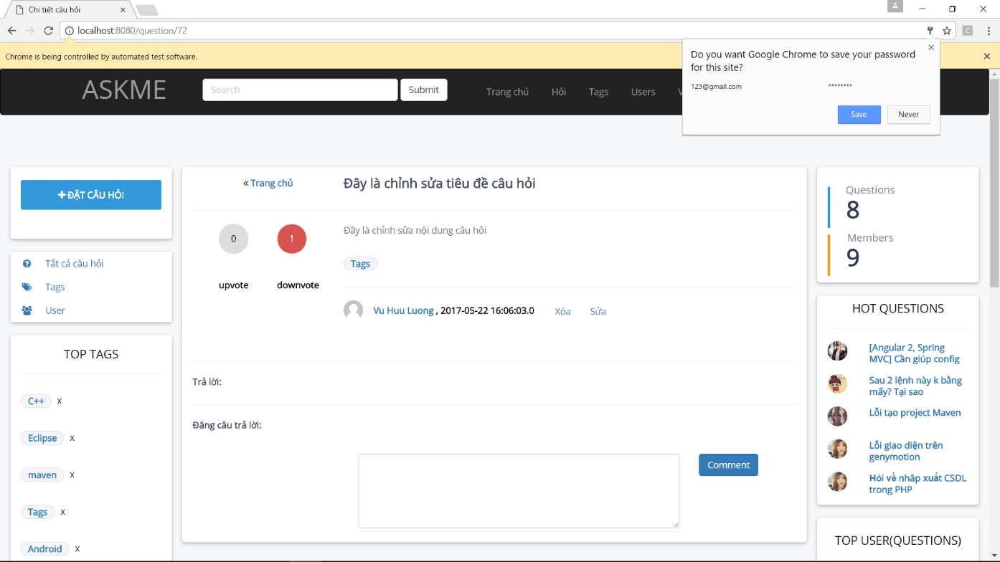 Chi tiết câu hỏi
localhost:8080/question/72
C
Chrome is being controlled by automated test software.
Do you want Google Chrome to save your password
for this site?
123@gmail.com ********
Save Never
ASKME Search Submit Trang chủ Hỏi Tags Users
+ĐẶT CÂU HỎI
Tất cả câu hỏi
Tags
User
TOP TAGS
C++ x
Eclipse x
maven x
Tags x
Android x
« Trang chủ Đây là chỉnh sửa tiêu đề câu hỏi
0 1 Đây là chỉnh sửa nội dung câu hỏi
Tags
upvote downvote
Vu Huu Luong , 2017-05-22 16:06:03.0 Xóa Sửa
Trả lời:
Đăng câu trả lời:
Comment
Questions
8
Members
9
HOT QUESTIONS
[Angular 2, Spring
MVC] Cần giúp config
Sau 2 lệnh này k bằng
mấy? Tại sao
Lỗi tạo project Maven
Lỗi giao diện trên
genymotion
Hỏi về nhập xuất CSDL
trong PHP
TOP USER(QUESTIONS)